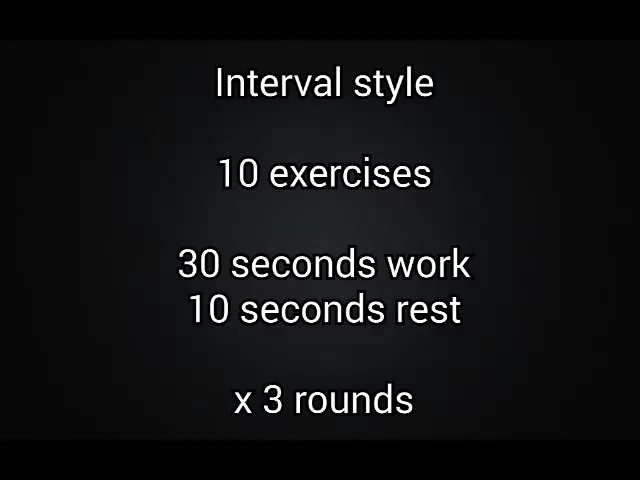 Interval style
10 exercises
30 seconds work
10 seconds rest
x 3 rounds